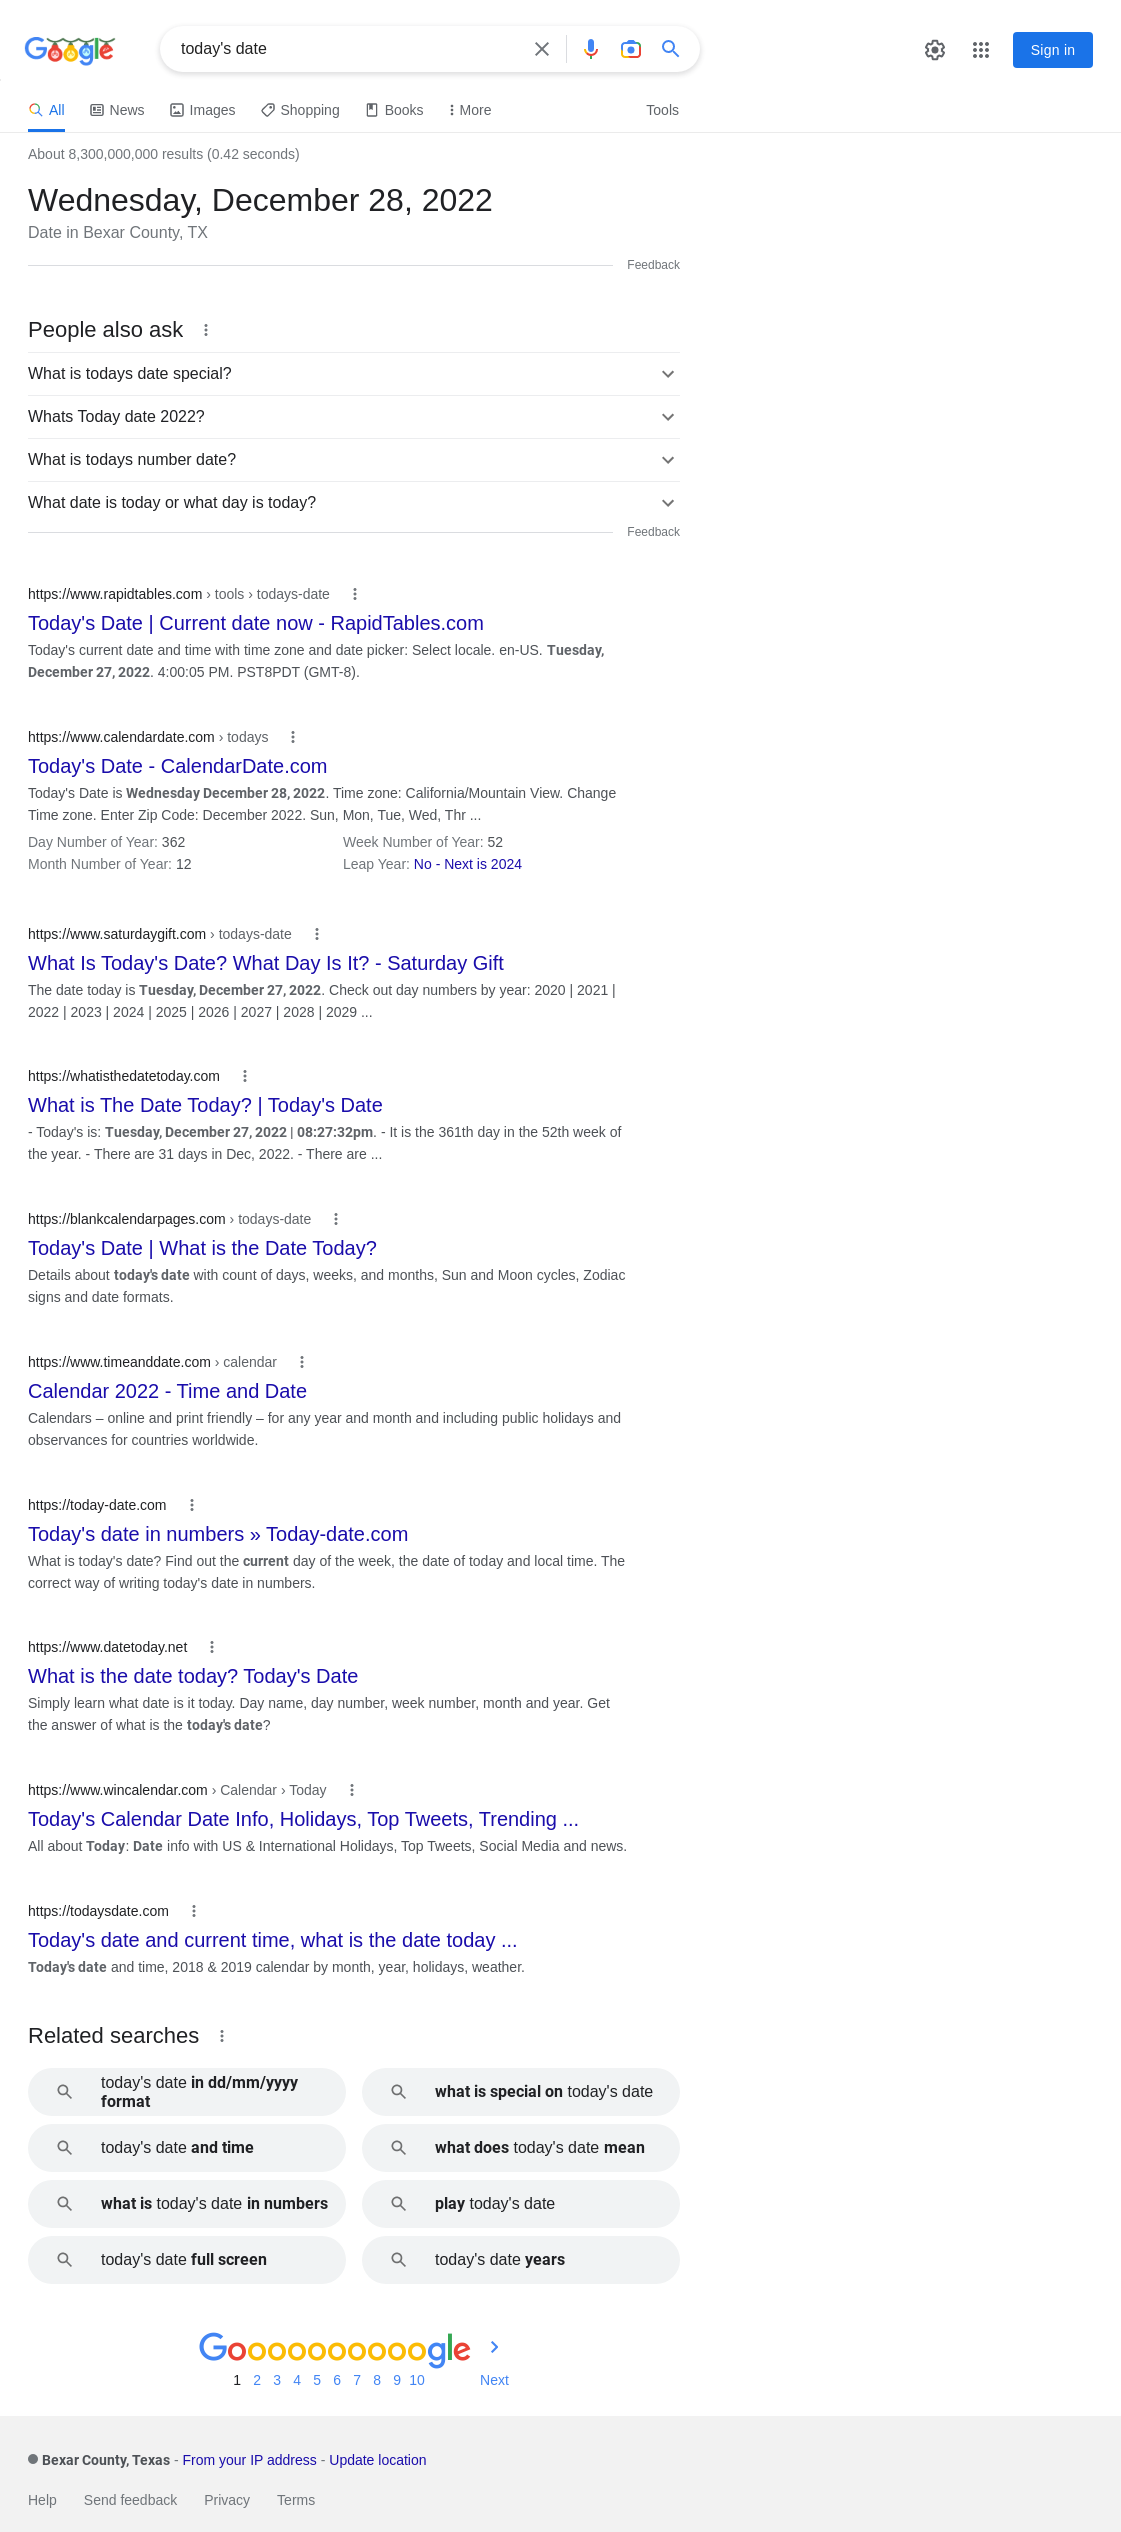 Google
today's date
Sign in
All
News
Images
Shopping
Books
More
Tools
About 8,300,000,000 results (0.42 seconds)
Wednesday, December 28, 2022
Date in Bexar County, TX
Feedback
People also ask
What is todays date special?
Whats Today date 2022?
What is todays number date?
What date is today or what day is today?
Feedback
https://www.rapidtables.com › tools › todays-date
Today's Date | Current date now - RapidTables.com
Today's current date and time with time zone and date picker: Select locale. en-US. Tuesday,
December 27, 2022. 4:00:05 PM. PST8PDT (GMT-8).
https://www.calendardate.com › todays
Today's Date - CalendarDate.com
Today's Date is Wednesday December 28, 2022. Time zone: California/Mountain View. Change
Time zone. Enter Zip Code: December 2022. Sun, Mon, Tue, Wed, Thr ...
Day Number of Year: 362
Week Number of Year: 52
Month Number of Year: 12
Leap Year: No - Next is 2024
https://www.saturdaygift.com › todays-date
What Is Today's Date? What Day Is It? - Saturday Gift
The date today is Tuesday, December 27, 2022. Check out day numbers by year: 2020 | 2021 |
2022 | 2023 | 2024 | 2025 | 2026 | 2027 | 2028 | 2029 ...
https://whatisthedatetoday.com
What is The Date Today? | Today's Date
- Today's is: Tuesday, December 27, 2022 | 08:27:32pm. - It is the 361th day in the 52th week of
the year. - There are 31 days in Dec, 2022. - There are ...
https://blankcalendarpages.com › todays-date
Today's Date | What is the Date Today?
Details about today's date with count of days, weeks, and months, Sun and Moon cycles, Zodiac
signs and date formats.
https://www.timeanddate.com › calendar
Calendar 2022 - Time and Date
Calendars – online and print friendly – for any year and month and including public holidays and
observances for countries worldwide.
https://today-date.com
Today's date in numbers » Today-date.com
What is today's date? Find out the current day of the week, the date of today and local time. The
correct way of writing today's date in numbers.
https://www.datetoday.net
What is the date today? Today's Date
Simply learn what date is it today. Day name, day number, week number, month and year. Get
the answer of what is the today's date?
https://www.wincalendar.com › Calendar › Today
Today's Calendar Date Info, Holidays, Top Tweets, Trending ...
All about Today: Date info with US & International Holidays, Top Tweets, Social Media and news.
https://todaysdate.com
Today's date and current time, what is the date today ...
Today's date and time, 2018 & 2019 calendar by month, year, holidays, weather.
Related searches
today's date in dd/mm/yyyy
format
what is special on today's date
today's date and time
what does today's date mean
what is today's date in numbers
play today's date
today's date full screen
today's date years
Goooooooooogle
1 2 3 4 5 6 7 8 9 10 Next
Bexar County, Texas - From your IP address - Update location
Help
Send feedback
Privacy
Terms